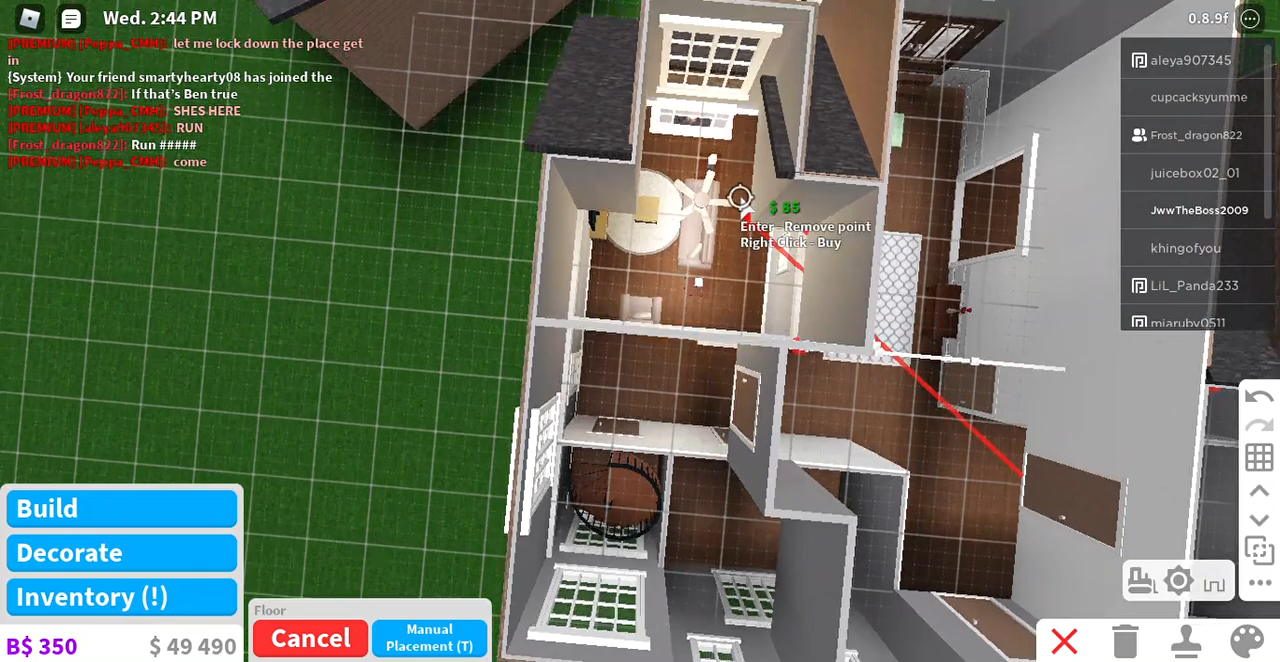 Wed. 2:44 PM
0.8.9f
[PREMIUM] [Peppa_CMH]: let me lock down the place get
in
{System} Your friend smartyhearty08 has joined the
[Frost_dragon822]: If that's Ben true
[PREMIUM] [Peppa_CMH]: SHES HERE
[PREMIUM] [aleya907345]: RUN
[Frost_dragon822]: Run #####
[PREMIUM] [Peppa_CMH]: come
aleya907345
cupcacksyumme
Frost_dragon822
juicebox02_01
JwwTheBoss2009
khingofyou
LiL_Panda233
miaruby0511
$ 85
Enter - Remove point
Right Click - Buy
Build
Decorate
Inventory (!)
B$ 350
$ 49 490
Floor
Cancel
Manual
Placement (T)